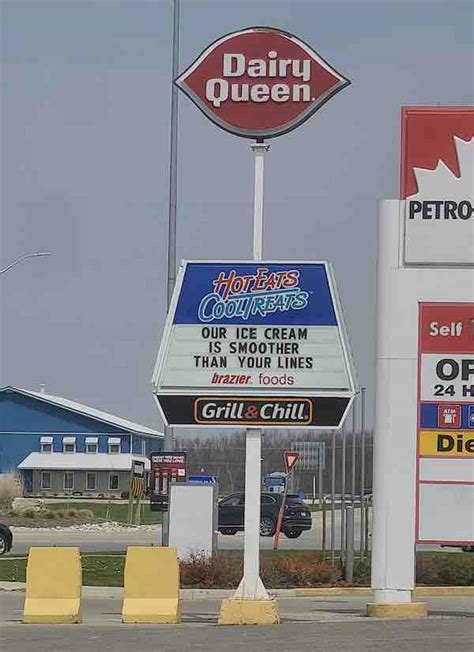 Dairy
Queen.
HOT EATS
COOL TREATS
OUR ICE CREAM
IS SMOOTHER
THAN YOUR LINES
brazier. foods
Grill & Chill.
PETRO-
Self
OP
24 H
ATM
Die